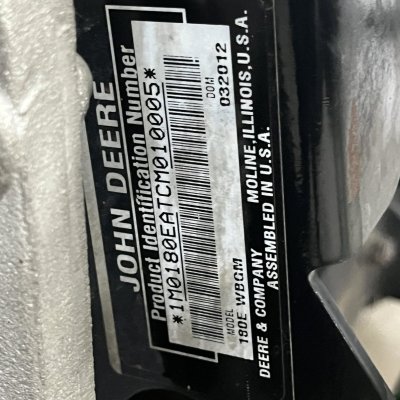 JOHN DEERE
Product Identification Number
*1M0180EATCM010005*
MODEL DOM
180E WBGM 032012
DEERE & COMPANY MOLINE, ILLINOIS, U.S.A.
ASSEMBLED IN U.S.A.